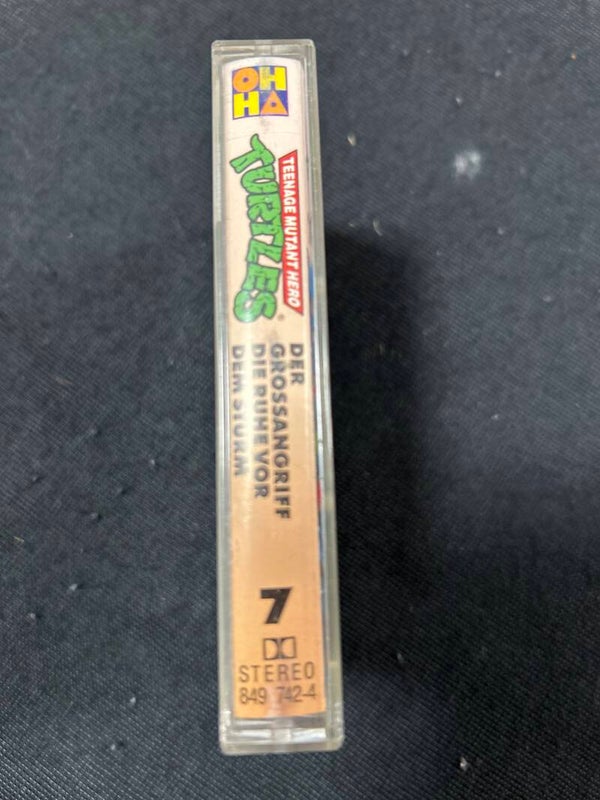 OH
HA
TEENAGE MUTANT HERO
TURTLES®
DER
GROSSANGRIFF
DIE RUHE VOR
DEM STURM
7
STEREO
849 742-4